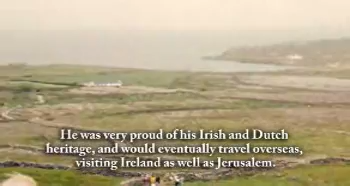 He was very proud of his Irish and Dutch
heritage, and would eventually travel overseas,
visiting Ireland as well as Jerusalem.